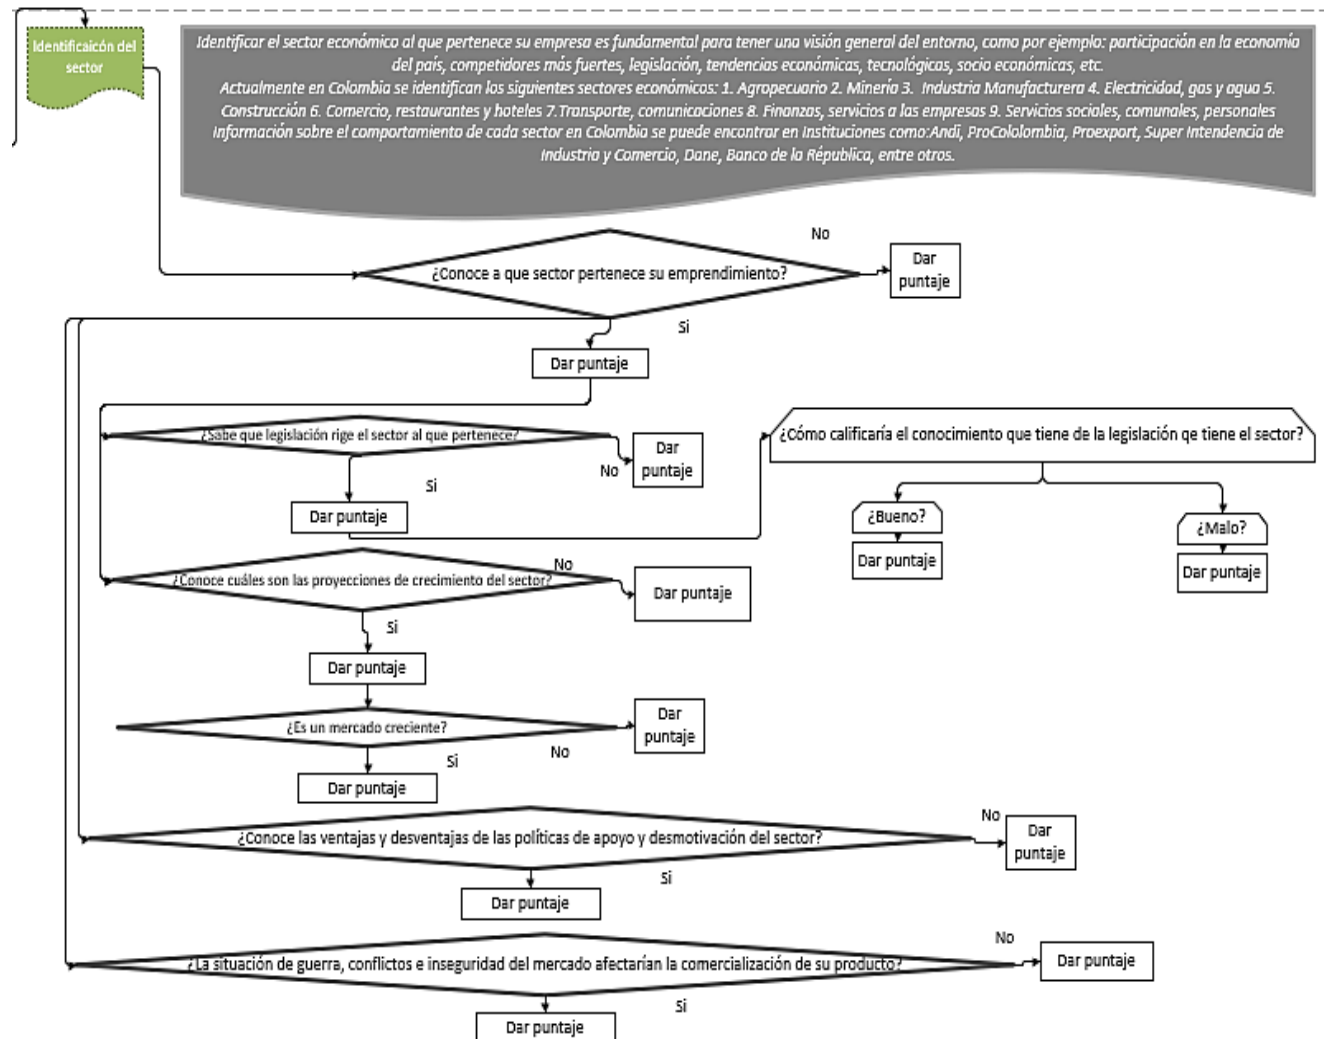 Identificaicón del
sector
Identificar el sector económico al que pertenece su empresa es fundamental para tener una visión general del entorno, como por ejemplo: participación en la economía
del país, competidores más fuertes, legislación, tendencias económicas, tecnológicas, socio económicas, etc.
Actualmente en Colombia se identifican los siguientes sectores económicos: 1. Agropecuario 2. Minería 3. Industria Manufacturera 4. Electricidad, gas y agua 5.
Construcción 6. Comercio, restaurantes y hoteles 7.Transporte, comunicaciones 8. Finanzas, servicios a las empresas 9. Servicios sociales, comunales, personales
Información sobre el comportamiento de cada sector en Colombia se puede encontrar en Instituciones como:Andi, ProCololombia, Proexport, Super Intendencia de
Industria y Comercio, Dane, Banco de la Républica, entre otros.
No
¿Conoce a que sector pertenece su emprendimiento?
Dar
puntaje
Si
Dar puntaje
¿Sabe que legislación rige el sector al que pertenece?
No
Dar
puntaje
Si
Dar puntaje
¿Cómo calificaría el conocimiento que tiene de la legislación qe tiene el sector?
¿Bueno?
Dar puntaje
¿Malo?
Dar puntaje
No
¿Conoce cuáles son las proyecciones de crecimiento del sector?
Dar puntaje
Si
Dar puntaje
¿Es un mercado creciente?
Dar
puntaje
No
Si
Dar puntaje
No
¿Conoce las ventajas y desventajas de las políticas de apoyo y desmotivación del sector?
Dar
puntaje
Si
Dar puntaje
No
¿La situación de guerra, conflictos e inseguridad del mercado afectarían la comercialización de su producto?
Dar puntaje
Si
Dar puntaje